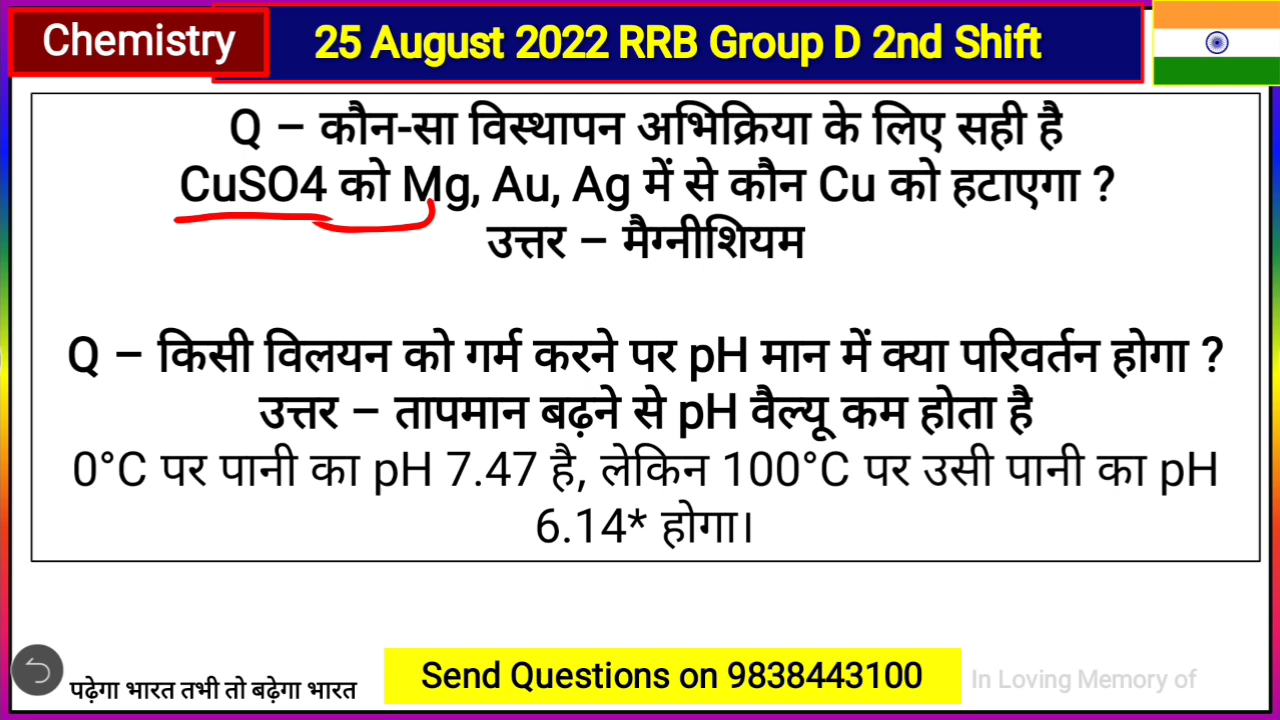 Chemistry
25 August 2022 RRB Group D 2nd Shift
Q – कौन-सा विस्थापन अभिक्रिया के लिए सही है
CuSO4 को Mg, Au, Ag में से कौन Cu को हटाएगा ?
उत्तर – मैग्नीशियम
Q – किसी विलयन को गर्म करने पर pH मान में क्या परिवर्तन होगा ?
उत्तर – तापमान बढ़ने से pH वैल्यू कम होता है
0°C पर पानी का pH 7.47 है, लेकिन 100°C पर उसी पानी का pH
6.14* होगा।
पढ़ेगा भारत तभी तो बढ़ेगा भारत
Send Questions on 9838443100
In Loving Memory of